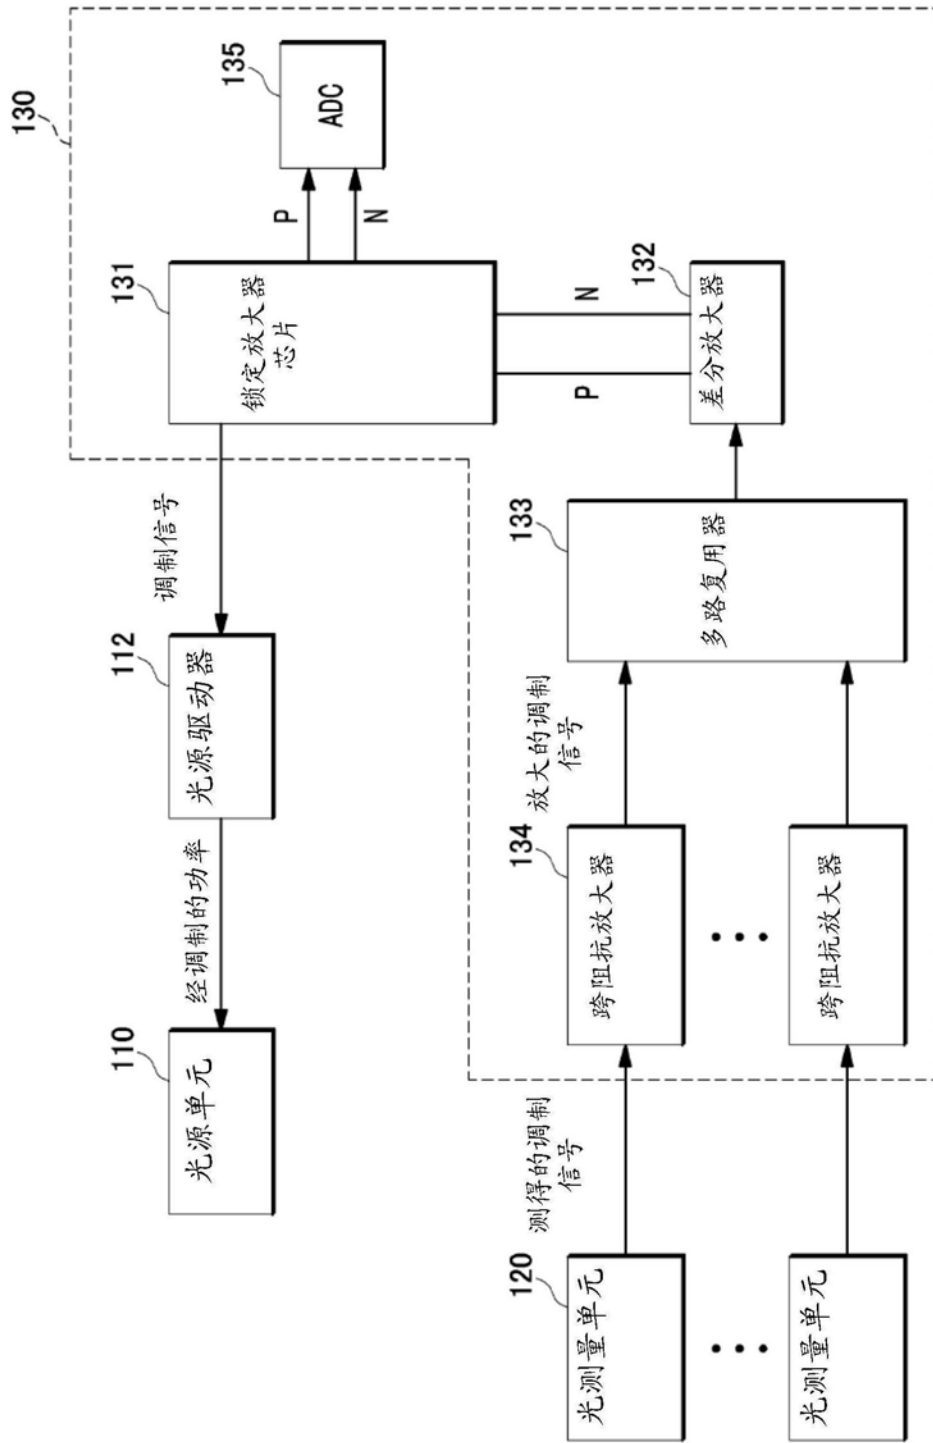 130
110
光源单元
经调制的功率
112
光源驱动器
调制信号
131
锁定放大器
芯片
P
N
135
ADC
120
光测量单元
测得的调制
信号
134
跨阻抗放大器
放大的调制
信号
133
多路复用器
P
N
132
差分放大器
光测量单元
跨阻抗放大器